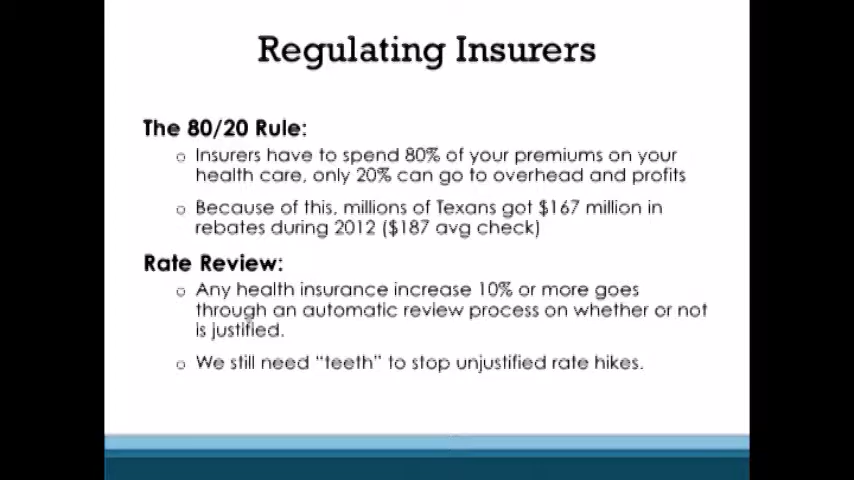 Regulating Insurers
The 80/20 Rule:
o Insurers have to spend 80% of your premiums on your
health care, only 20% can go to overhead and profits
o Because of this, millions of Texans got $167 million in
rebates during 2012 ($187 avg check)
Rate Review:
o Any health insurance increase 10% or more goes
through an automatic review process on whether or not
is justified.
o We still need “teeth” to stop unjustified rate hikes.